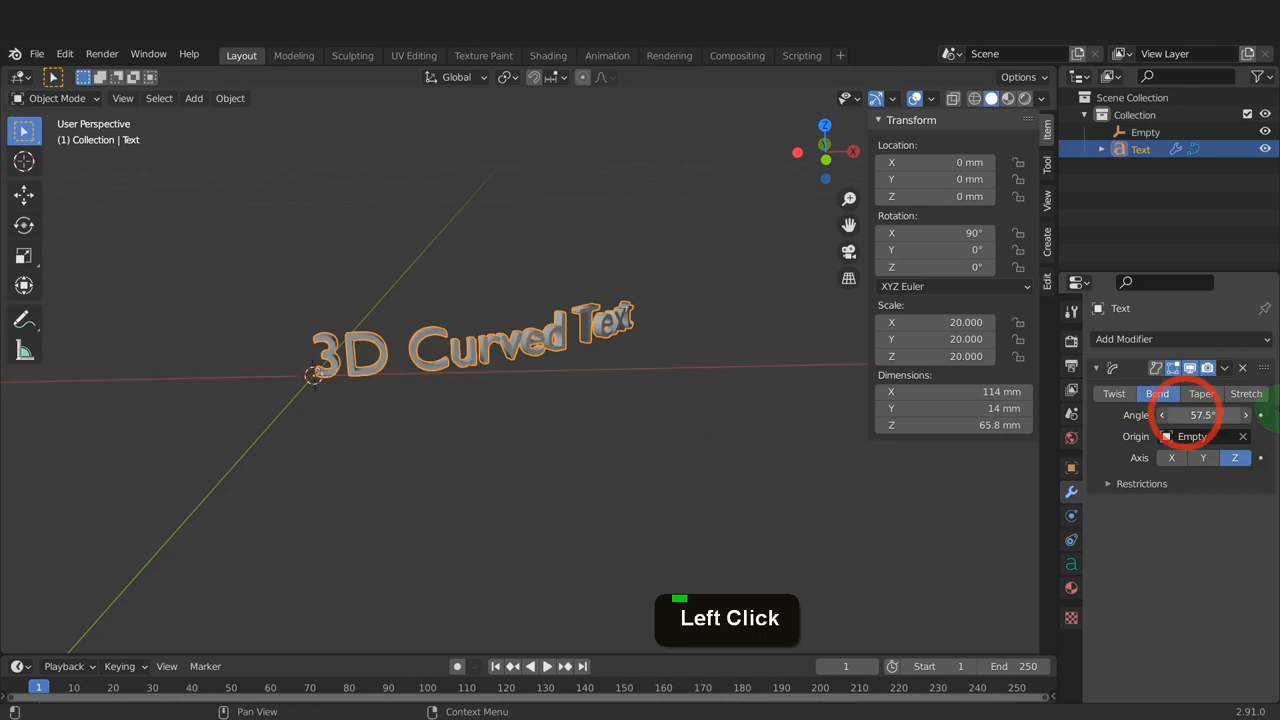 File Edit Render Window Help Layout Modeling Sculpting UV Editing Texture Paint Shading Animation Rendering Compositing Scripting + Scene View Layer
Global Options
Object Mode View Select Add Object
User Perspective
(1) Collection | Text
Z
Y
X
3D Curved Text
Transform
Location:
X 0 mm
Y 0 mm
Z 0 mm
Rotation:
X 90°
Y 0°
Z 0°
XYZ Euler
Scale:
X 20.000
Y 20.000
Z 20.000
Dimensions:
X 114 mm
Y 14 mm
Z 65.8 mm
Item
Tool
View
Create
Edit
Scene Collection
Collection
Empty
Text
Text
Add Modifier
Twist Bend Taper Stretch
Angle 57.5°
Origin Empty
Axis X Y Z
Restrictions
Left Click
Playback Keying View Marker 1 Start 1 End 250
1 10 20 30 40 50 60 70 80 90 100 110 120 130 140 150 160 170 180 190 200 210 220 230 240 250
Pan View Context Menu 2.91.0